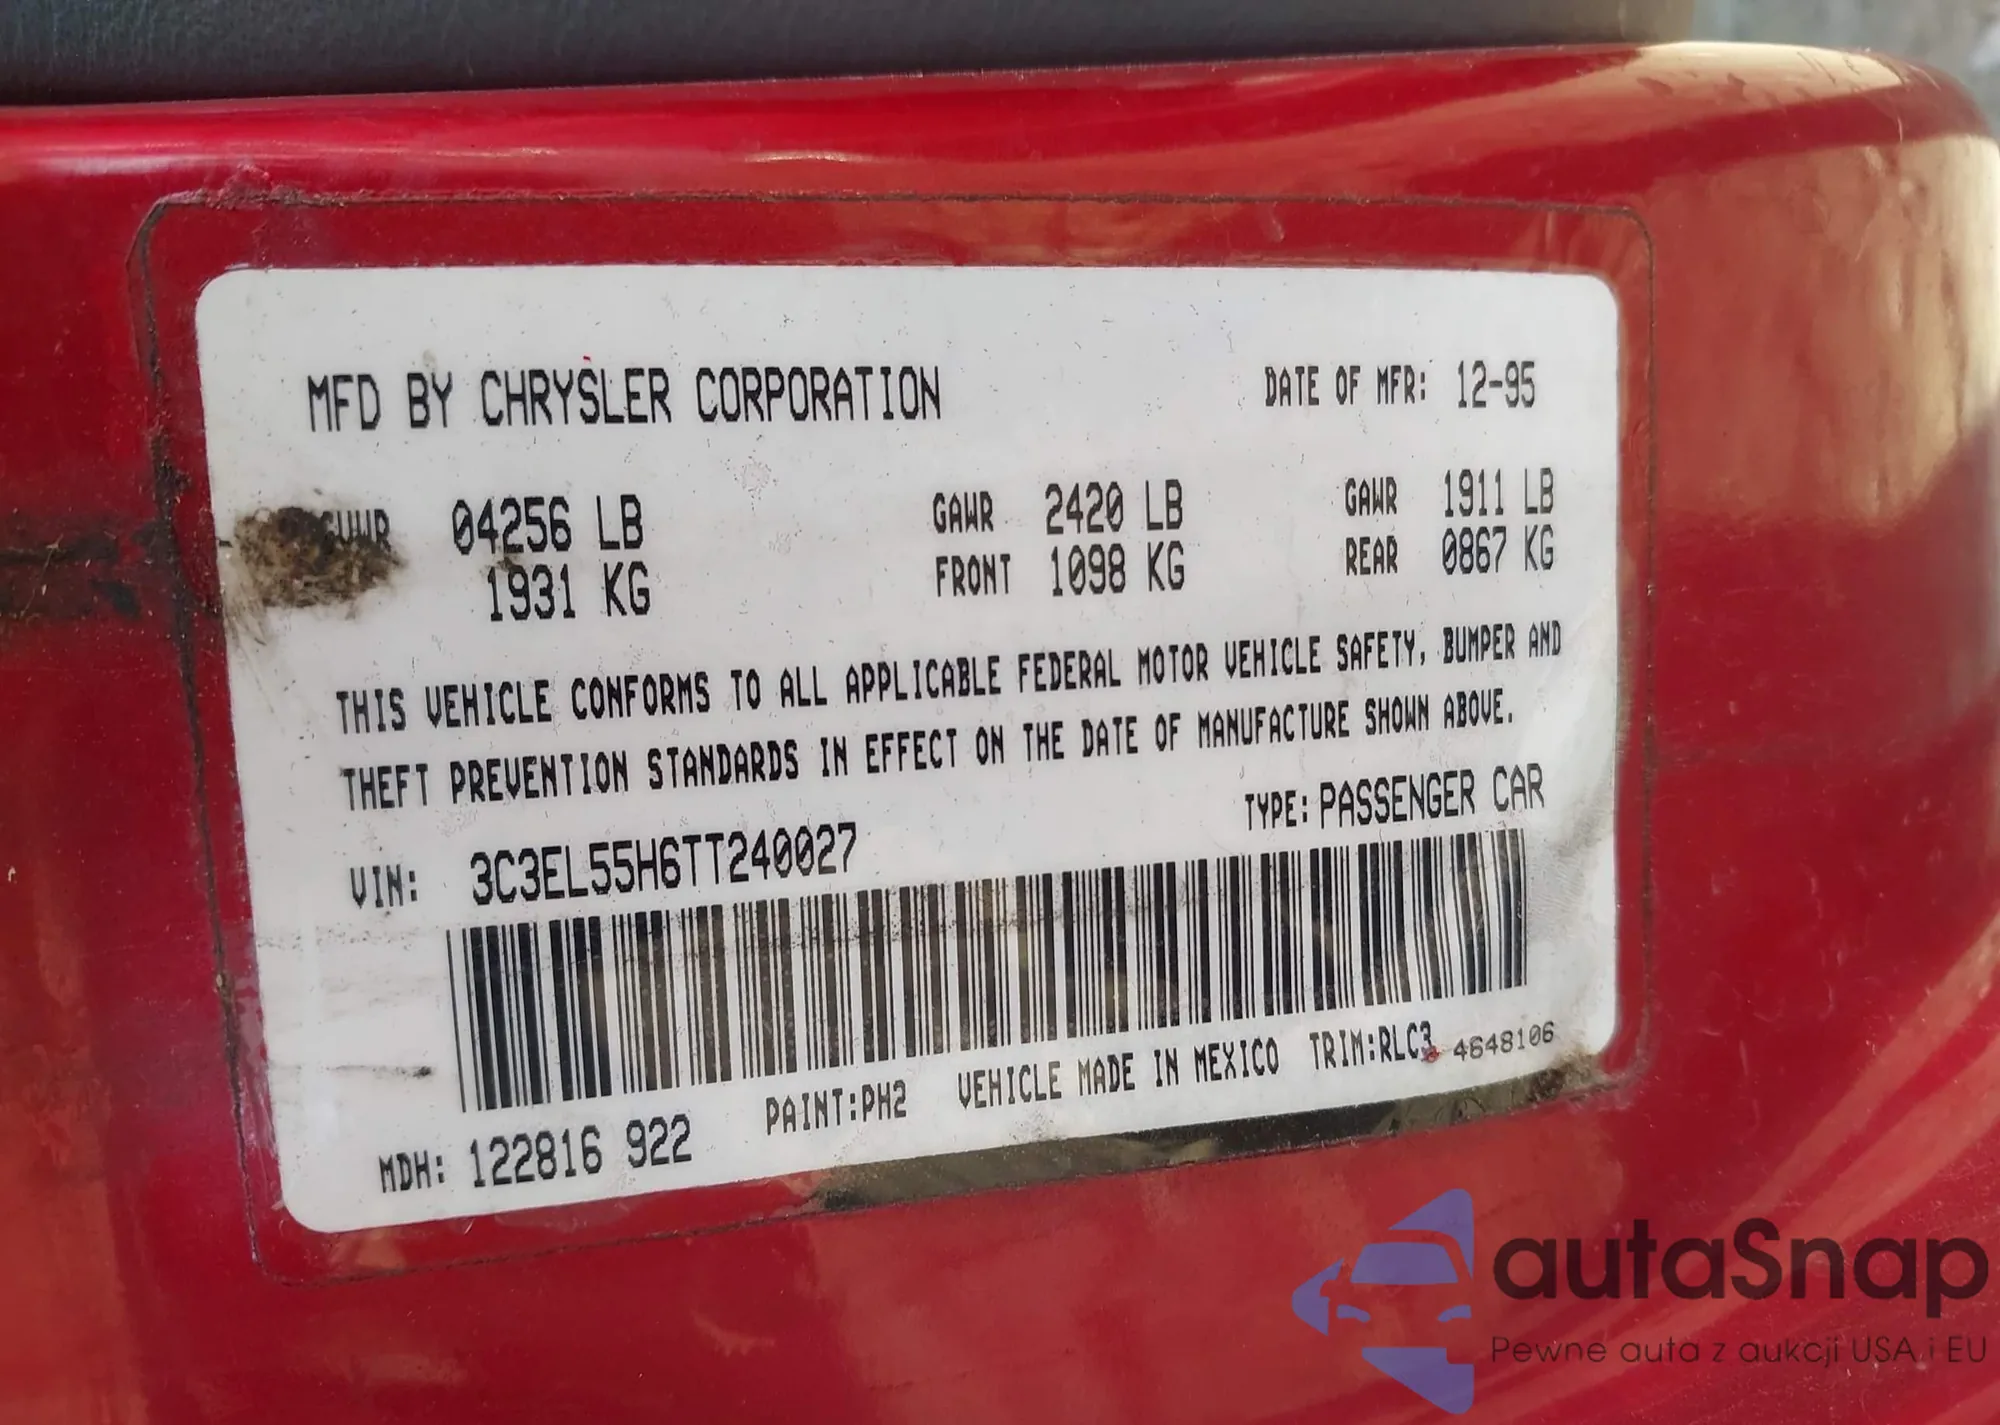 MFD BY CHRYSLER CORPORATION DATE OF MFR: 12-95
GVWR 04256 LB GAWR 2420 LB GAWR 1911 LB
1931 KG FRONT 1098 KG REAR 0867 KG
THIS VEHICLE CONFORMS TO ALL APPLICABLE FEDERAL MOTOR VEHICLE SAFETY, BUMPER AND
THEFT PREVENTION STANDARDS IN EFFECT ON THE DATE OF MANUFACTURE SHOWN ABOVE.
VIN: 3C3EL55H6TT240027 TYPE: PASSENGER CAR
MDH: 122816 922 PAINT:PH2 VEHICLE MADE IN MEXICO TRIM:RLC3 4648106
autaSnap
Pewne auta z aukcji USA i EU